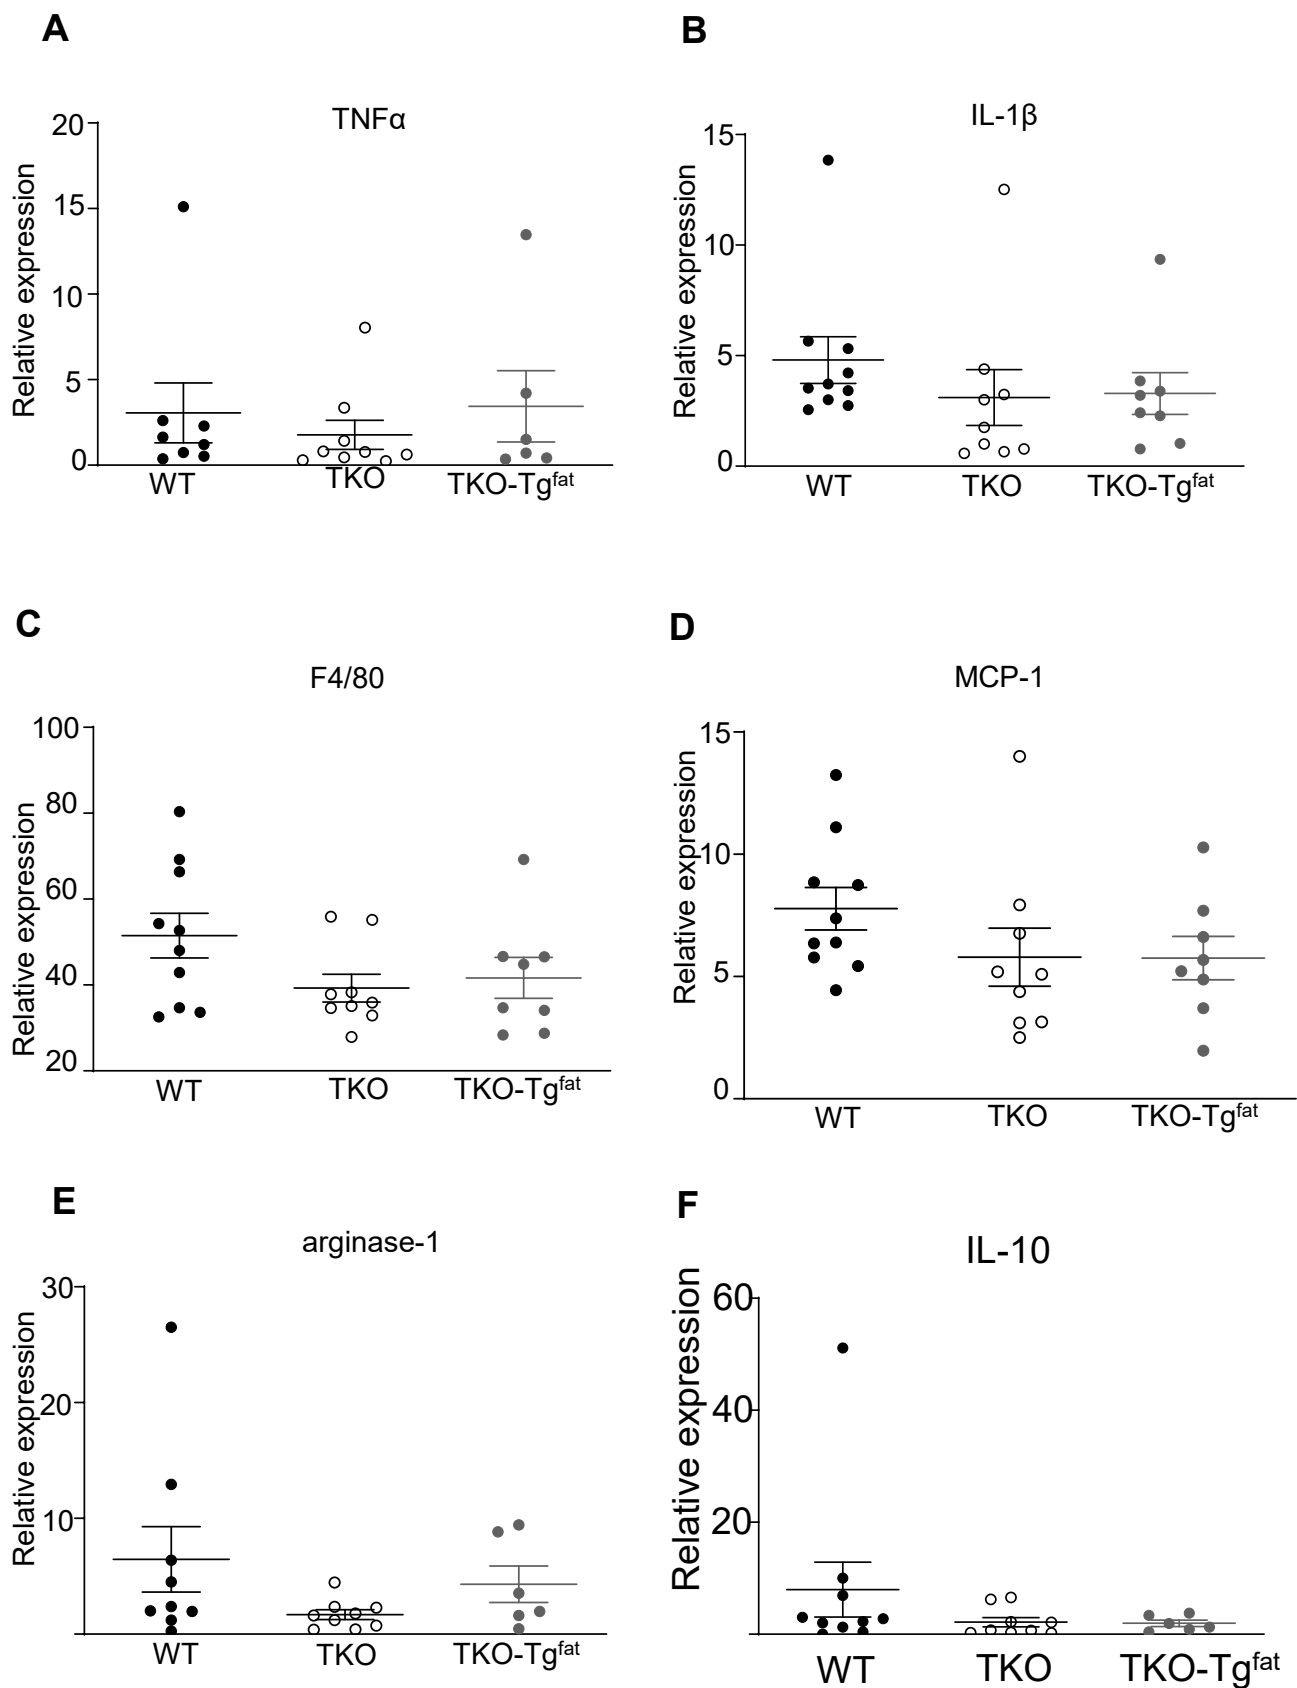 A
TNFα
Relative expression
20
15
10
5
0
WT
TKO
TKO-Tgfat
B
IL-1β
Relative expression
15
10
5
0
WT
TKO
TKO-Tgfat
C
F4/80
Relative expression
100
80
60
40
20
WT
TKO
TKO-Tgfat
D
MCP-1
Relative expression
15
10
5
0
WT
TKO
TKO-Tgfat
E
arginase-1
Relative expression
30
20
10
WT
TKO
TKO-Tgfat
F
IL-10
Relative expression
60
40
20
WT
TKO
TKO-Tgfat